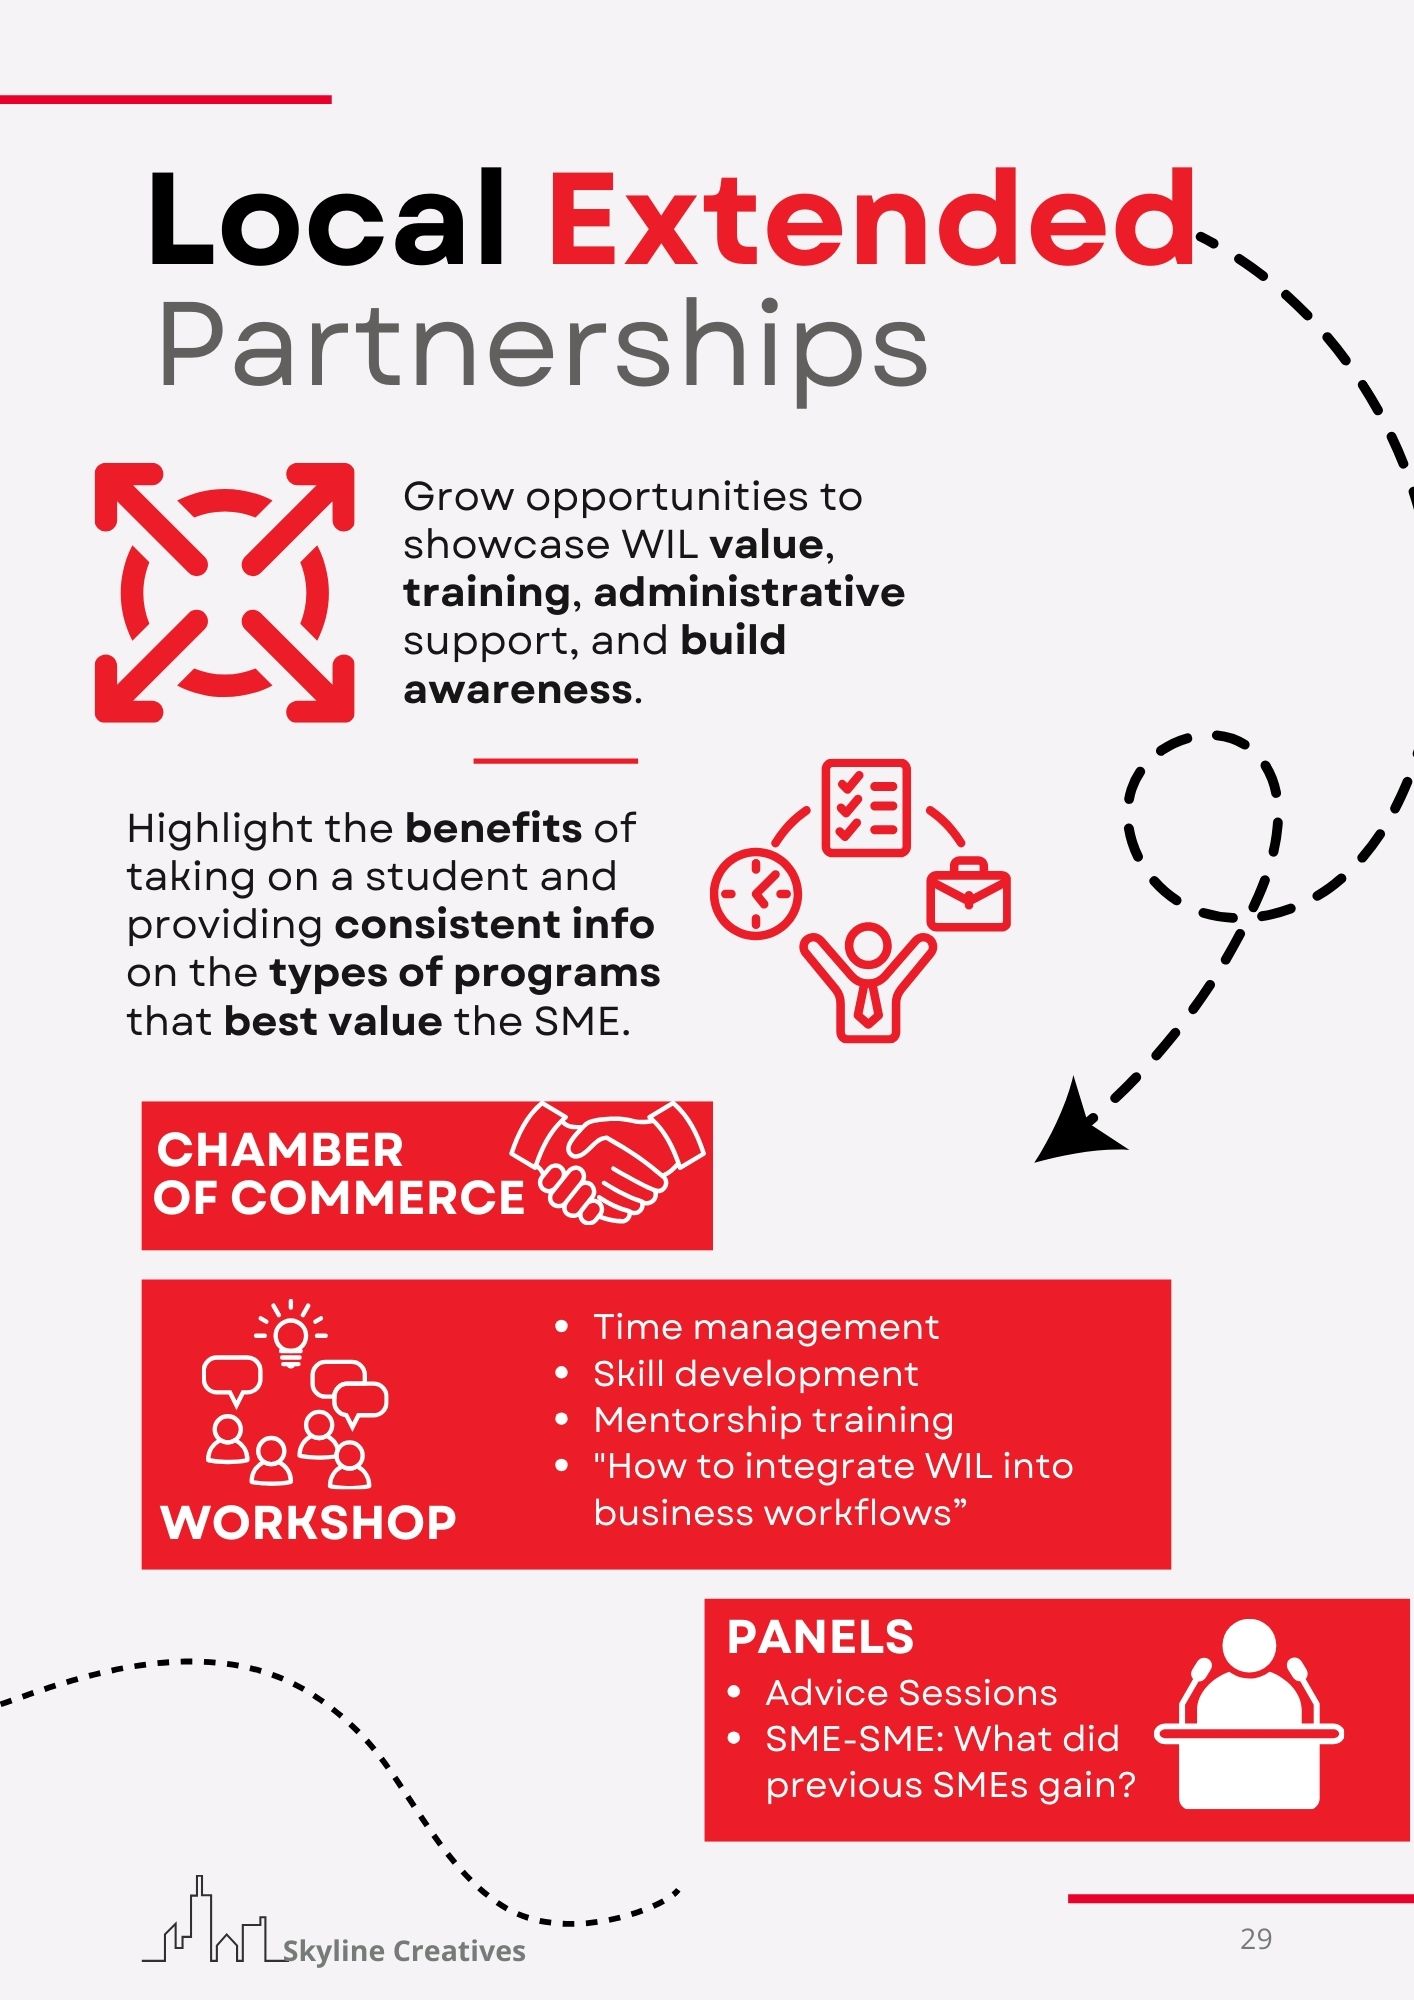 Local Extended
Partnerships
Grow opportunities to
showcase WIL value,
training, administrative
support, and build
awareness.
Highlight the benefits of
taking on a student and
providing consistent info
on the types of programs
that best value the SME.
CHAMBER
OF COMMERCE
• Time management
• Skill development
• Mentorship training
• "How to integrate WIL into
business workflows”
WORKSHOP
PANELS
• Advice Sessions
• SME-SME: What did
previous SMEs gain?
Skyline Creatives
29